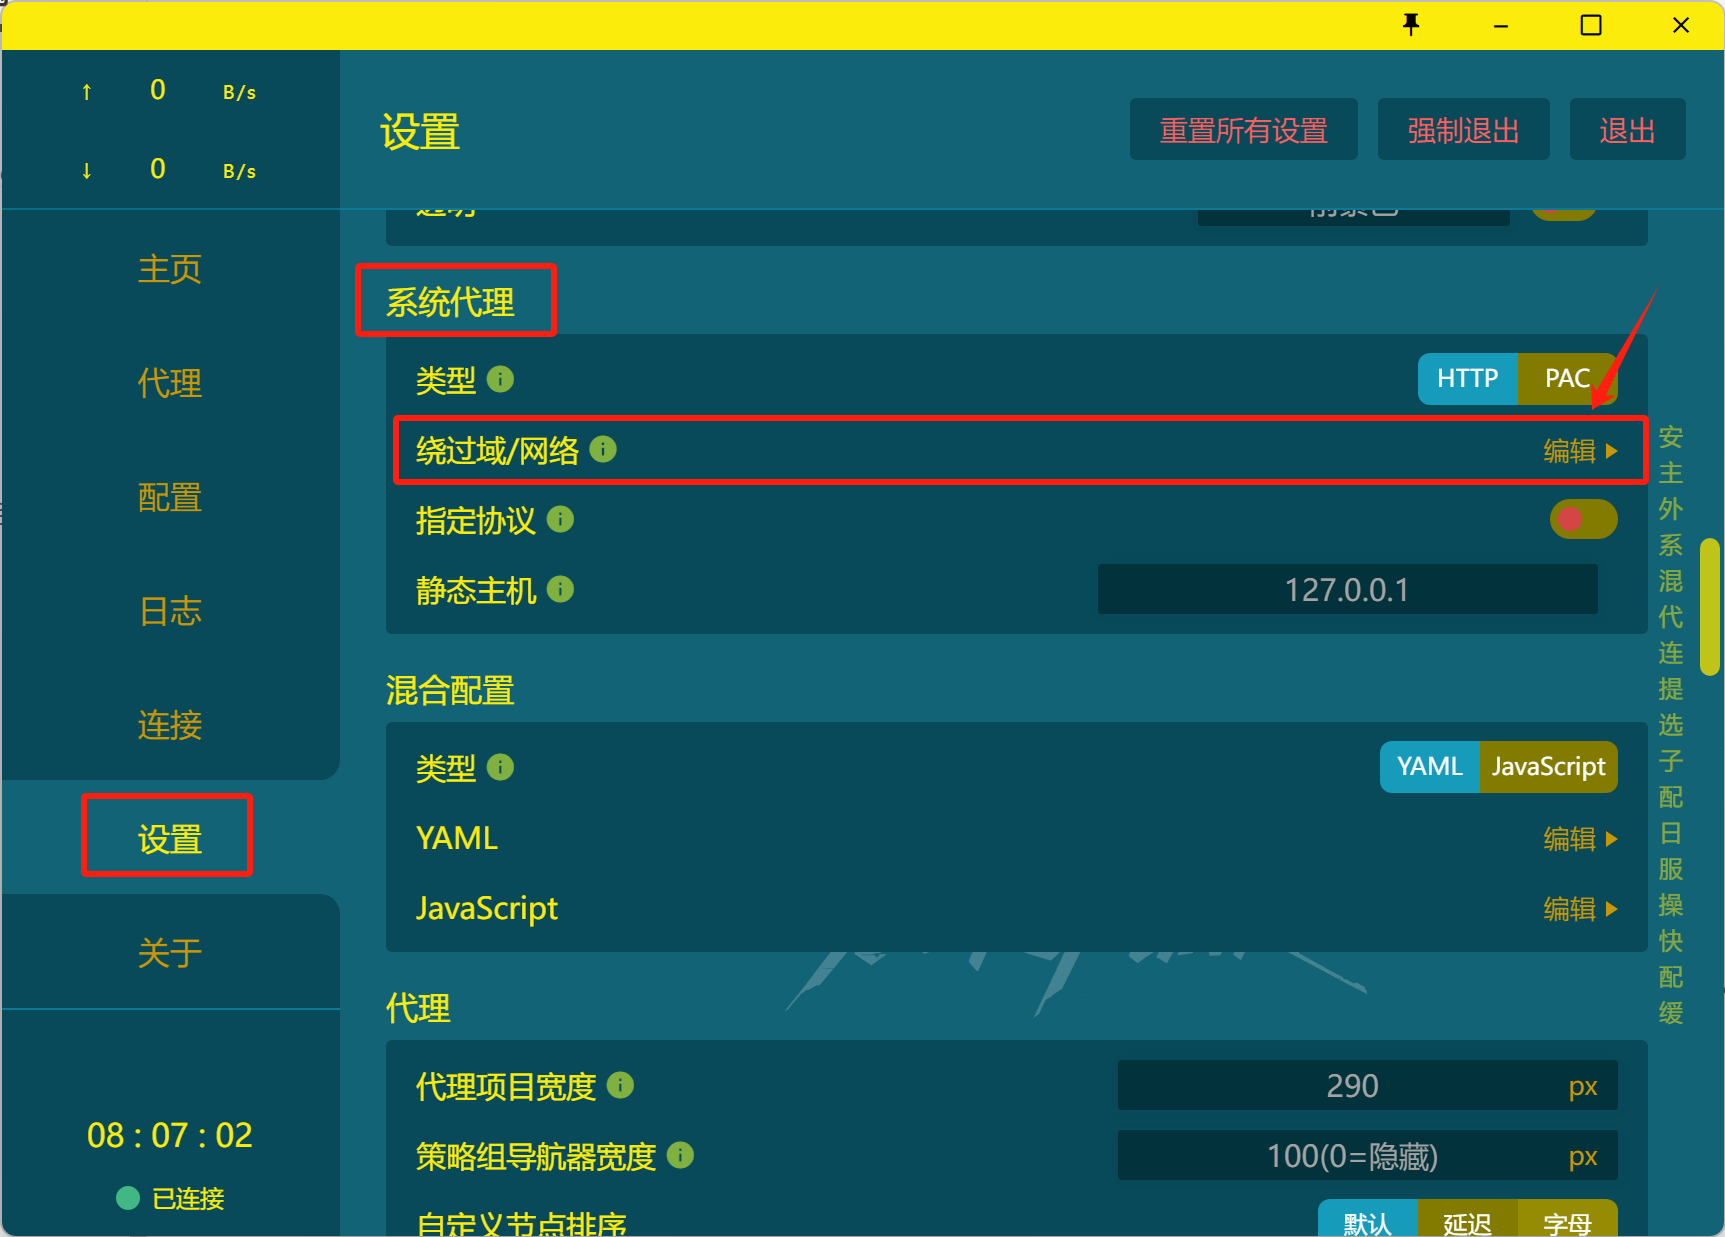 ↑ 0 B/s
↓ 0 B/s
设置
重置所有设置 强制退出 退出
主页
代理
配置
日志
连接
设置
关于
08 : 07 : 02
已连接
系统代理
类型 HTTP PAC
绕过域/网络 编辑
指定协议
静态主机 127.0.0.1
混合配置
类型 YAML JavaScript
YAML 编辑
JavaScript 编辑
代理
代理项目宽度 290 px
策略组导航器宽度 100(0=隐藏) px
自定义节点排序 默认 延迟 字母
安
主
外
系
混
代
连
提
选
子
配
日
服
操
快
配
缓